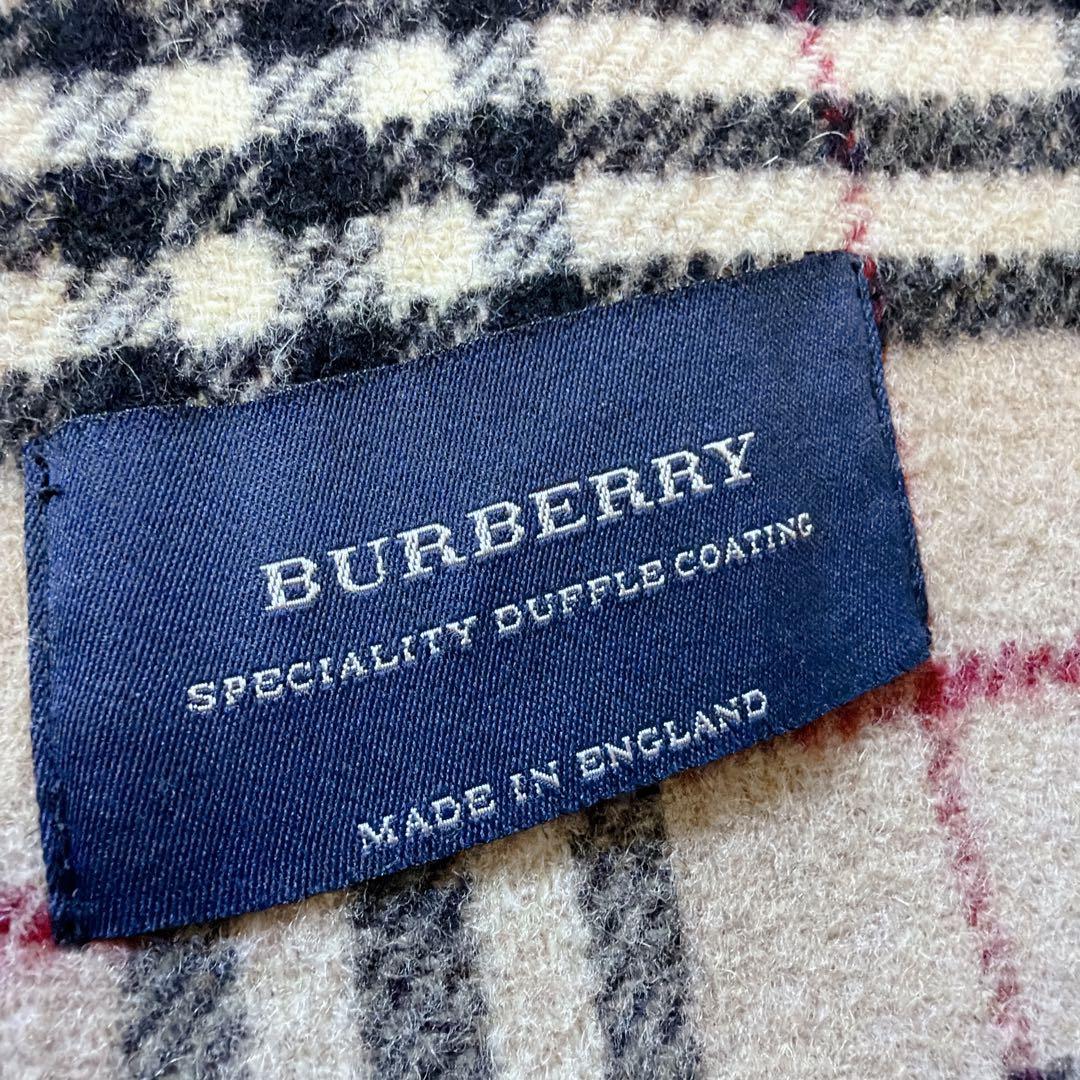 BURBERRY
SPECIALITY DUFFLE COATING
MADE IN ENGLAND